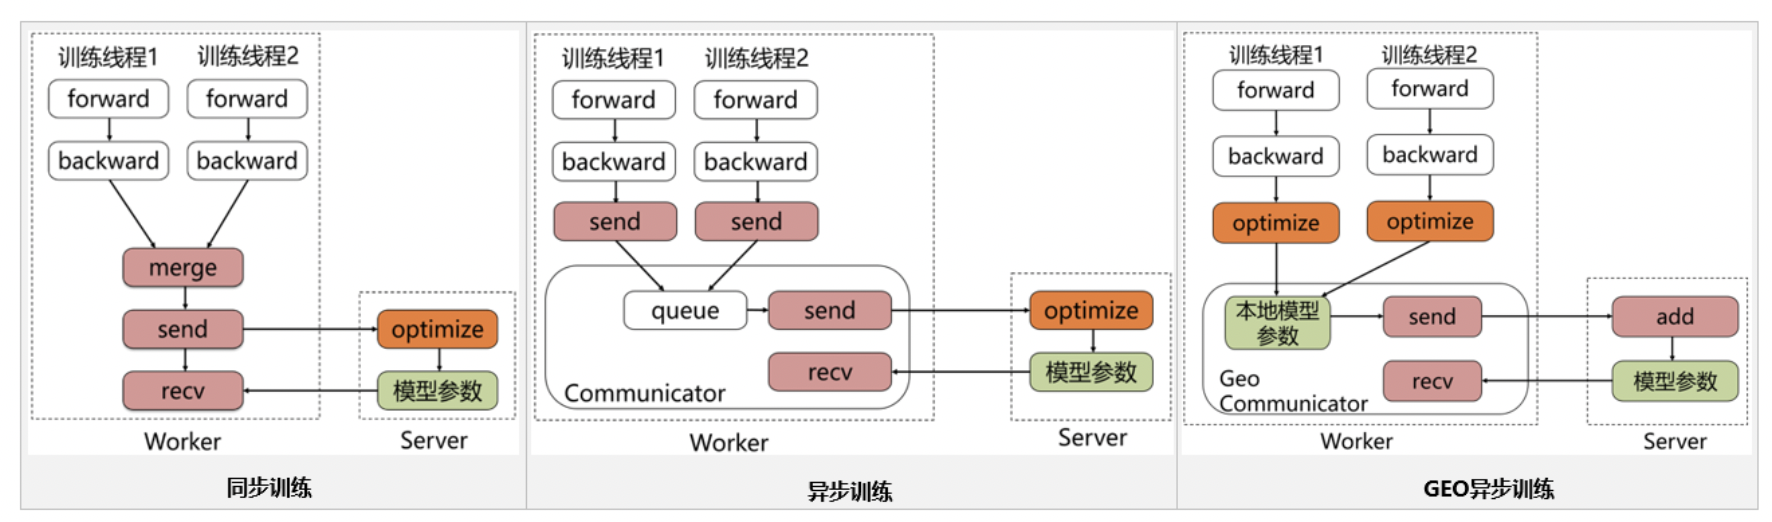 训练线程1
训练线程2
forward
forward
backward
backward
merge
send
optimize
recv
模型参数
Worker
Server
同步训练
训练线程1
训练线程2
forward
forward
backward
backward
send
send
queue
send
optimize
recv
模型参数
Communicator
Worker
Server
异步训练
训练线程1
训练线程2
forward
forward
backward
backward
optimize
optimize
本地模型
参数
send
add
recv
模型参数
Geo
Communicator
Worker
Server
GEO异步训练